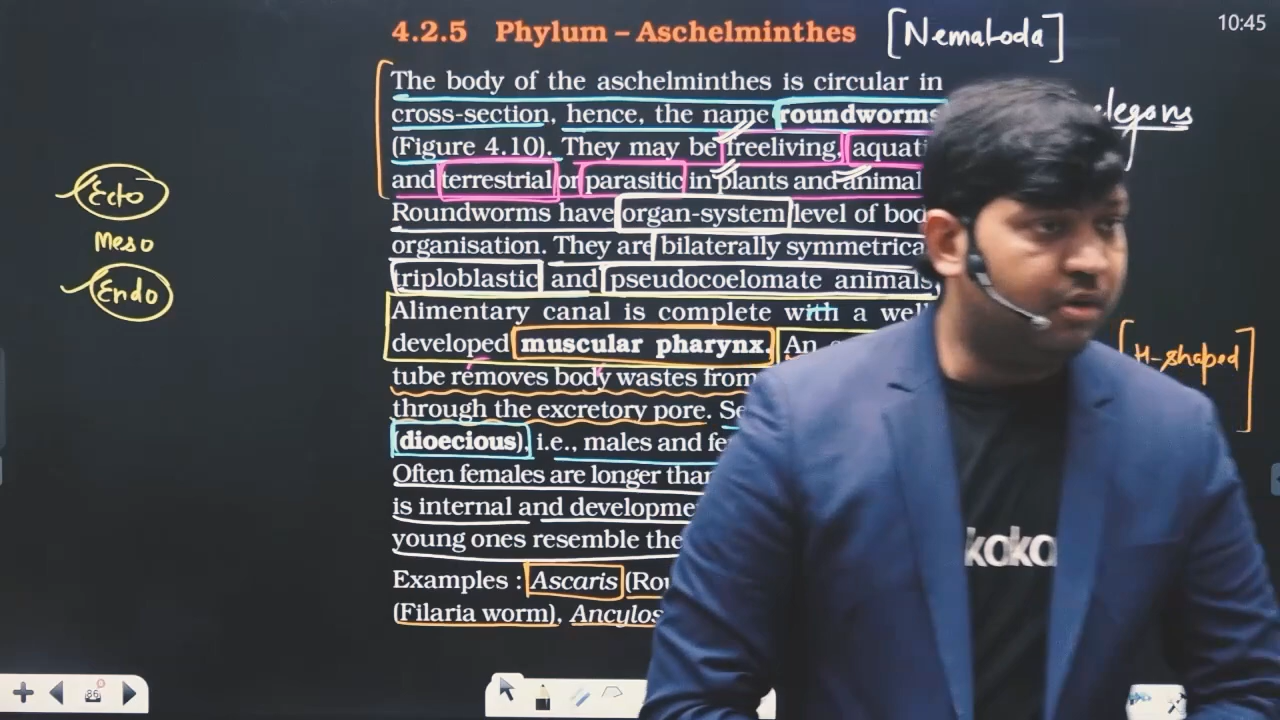 4.2.5 Phylum – Aschelminthes [Nematoda]
10:45
The body of the aschelminthes is circular in
cross-section, hence, the name roundworms
(Figure 4.10). They may be freeliving, aquati
and terrestrial or parasitic in plants and animal
Roundworms have organ-system level of bod
organisation. They are bilaterally symmetrica
triploblastic and pseudocoelomate animals.
Alimentary canal is complete with a well
developed muscular pharynx. An
tube removes body wastes from
through the excretory pore. Se
(dioecious), i.e., males and fe
Often females are longer than
is internal and developme
young ones resemble the
Examples : Ascaris (Rou
(Filaria worm), Ancylos
Ecto
Meso
Endo
elegans
[H-shaped]
koko
86